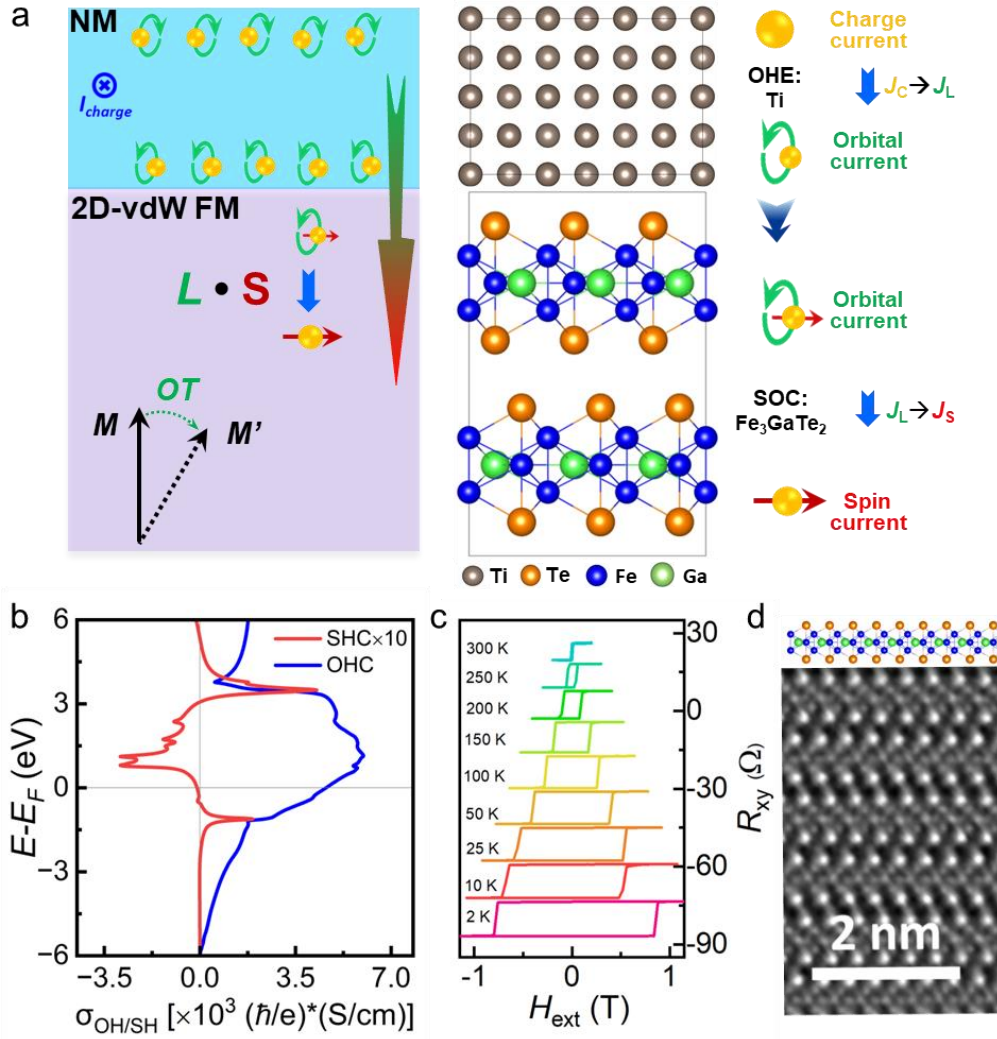 a
NM
I_charge
2D-vdW FM
L • S
OT
M
M'
Ti Te Fe Ga
Charge
current
OHE:
Ti
J_C→J_L
Orbital
current
Orbital
current
SOC:
Fe₃GaTe₂
J_L→J_S
Spin
current
b
SHC×10
OHC
6
3
0
-3
-6
E-E_F (eV)
-3.5 0.0 3.5 7.0
σ_OH/SH [×10³ (ℏ/e)*(S/cm)]
c
300 K
250 K
200 K
150 K
100 K
50 K
25 K
10 K
2 K
30
0
-30
-60
-90
R_xy (Ω)
-1 0 1
H_ext (T)
d
2 nm